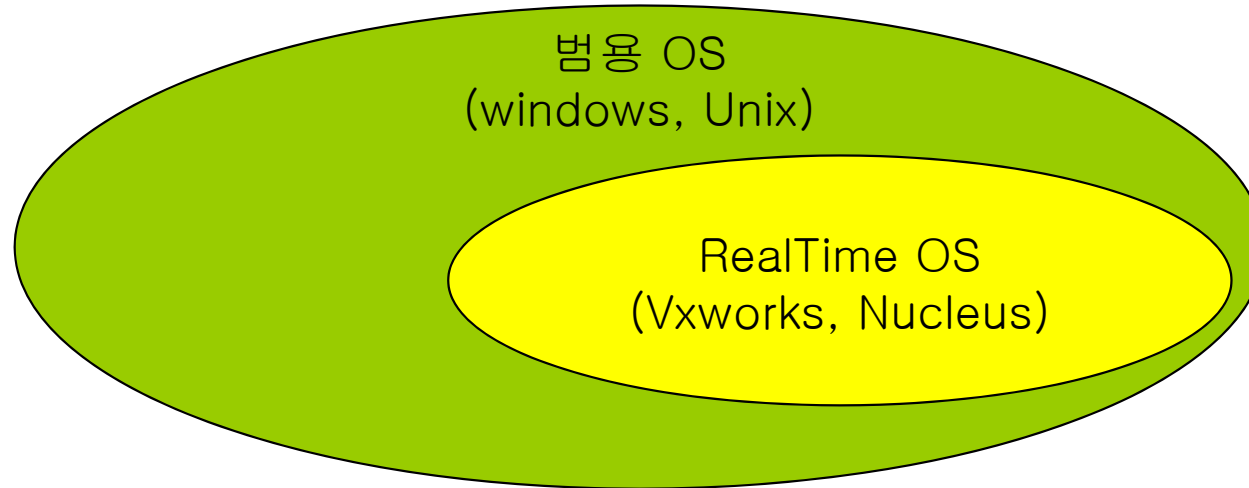 범용 OS
(windows, Unix)
RealTime OS
(Vxworks, Nucleus)